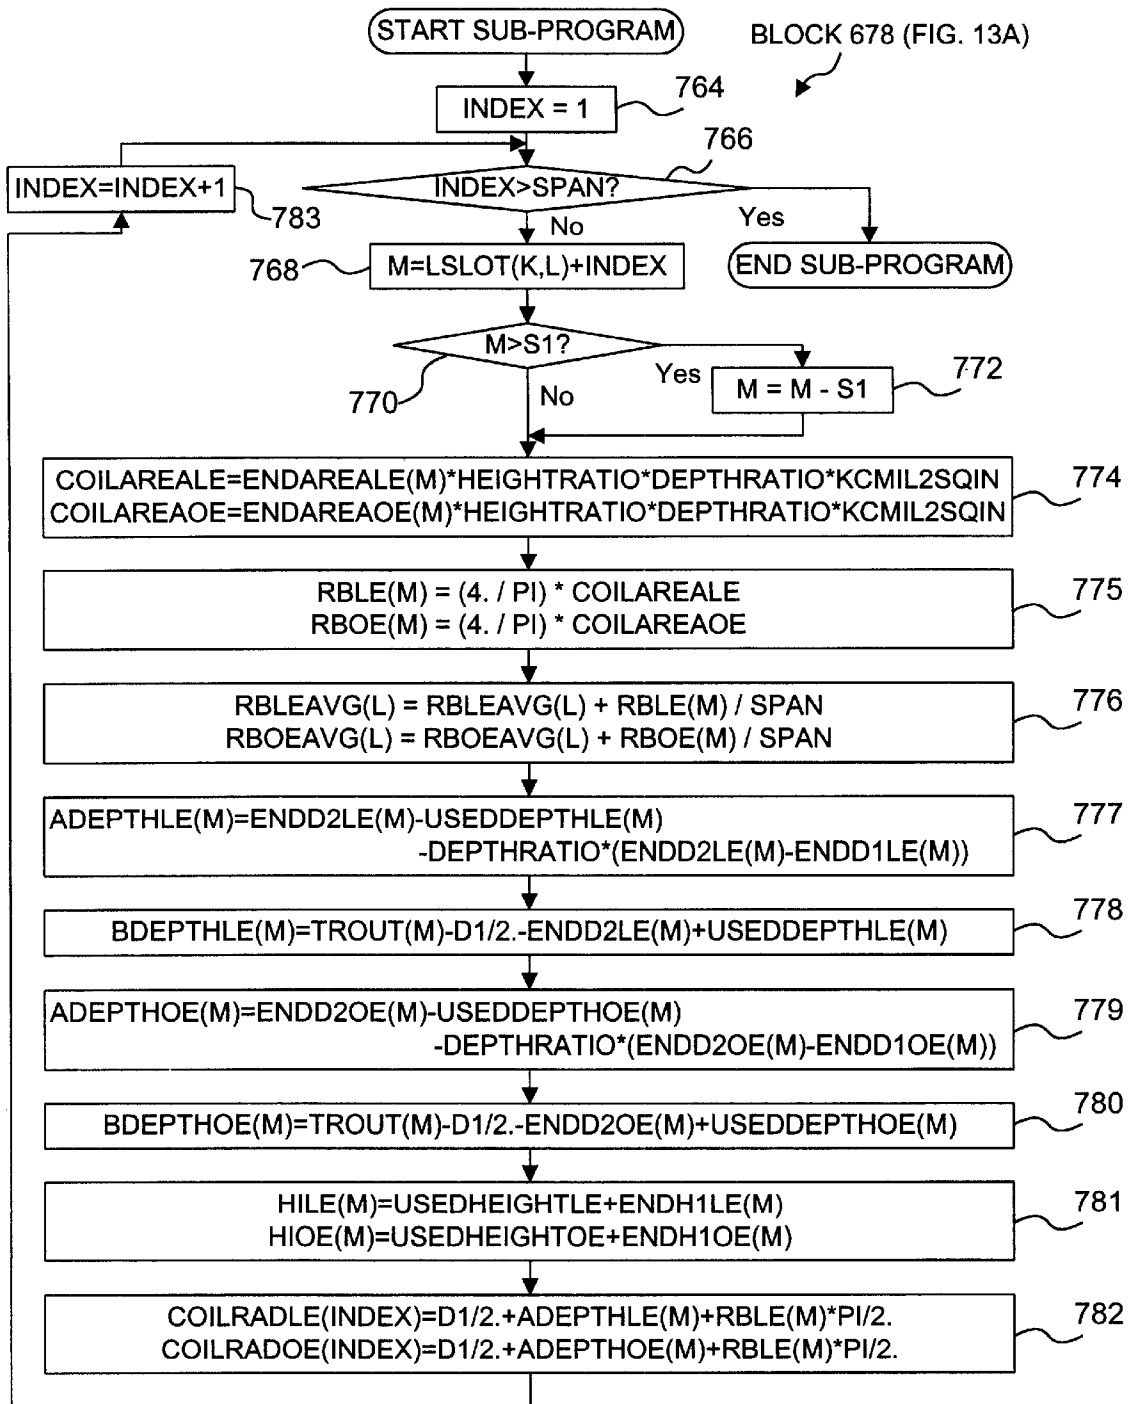 START SUB-PROGRAM
BLOCK 678 (FIG. 13A)
INDEX = 1
764
766
INDEX=INDEX+1
783
INDEX>SPAN?
Yes
No
768
M=LSLOT(K,L)+INDEX
END SUB-PROGRAM
M>S1?
770
Yes
No
M = M - S1
772
COILAREALE=ENDAREALE(M)*HEIGHTRATIO*DEPTHRATIO*KCMIL2SQIN
COILAREAOE=ENDAREAOE(M)*HEIGHTRATIO*DEPTHRATIO*KCMIL2SQIN
774
RBLE(M) = (4. / PI) * COILAREALE
RBOE(M) = (4. / PI) * COILAREAOE
775
RBLEAVG(L) = RBLEAVG(L) + RBLE(M) / SPAN
RBOEAVG(L) = RBOEAVG(L) + RBOE(M) / SPAN
776
ADEPTHLE(M)=ENDD2LE(M)-USEDDEPTHLE(M)
-DEPTHRATIO*(ENDD2LE(M)-ENDD1LE(M))
777
BDEPTHLE(M)=TROUT(M)-D1/2.-ENDD2LE(M)+USEDDEPTHLE(M)
778
ADEPTHOE(M)=ENDD2OE(M)-USEDDEPTHOE(M)
-DEPTHRATIO*(ENDD2OE(M)-ENDD1OE(M))
779
BDEPTHOE(M)=TROUT(M)-D1/2.-ENDD2OE(M)+USEDDEPTHOE(M)
780
HILE(M)=USEDHEIGHTLE+ENDH1LE(M)
HIOE(M)=USEDHEIGHTOE+ENDH1OE(M)
781
COILRADLE(INDEX)=D1/2.+ADEPTHLE(M)+RBLE(M)*PI/2.
COILRADOE(INDEX)=D1/2.+ADEPTHOE(M)+RBLE(M)*PI/2.
782